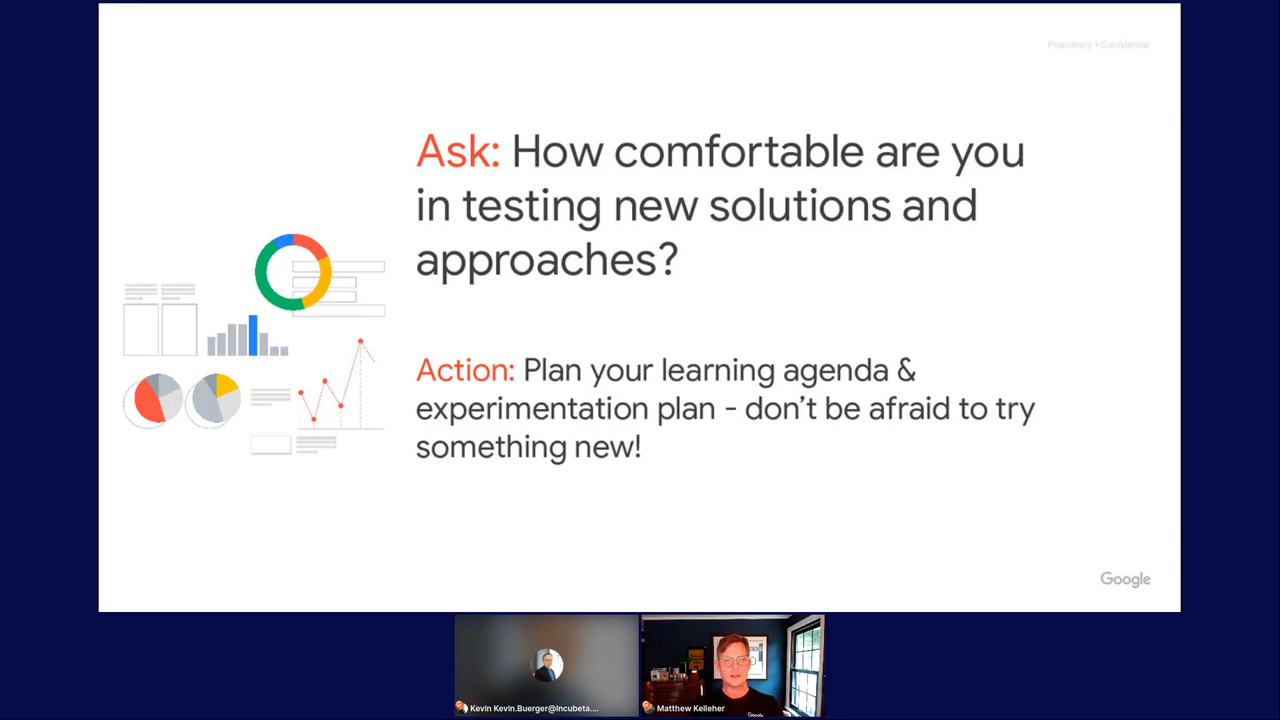 Proprietary + Confidential
Ask: How comfortable are you
in testing new solutions and
approaches?
Action: Plan your learning agenda &
experimentation plan - don't be afraid to try
something new!
Google
Kevin Kevin.Buerger@Incubeta....
Matthew Kelleher
Google